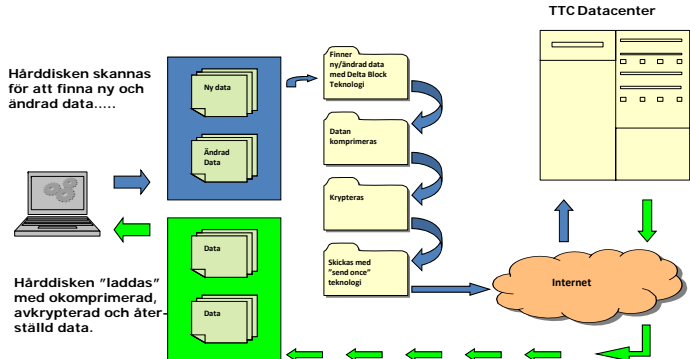 TTC Datacenter
Hårddisken skannas
för att finna ny och
ändrad data.....
Ny data
Ändrad
Data
Finner
ny/ändrad data
med Delta Block
Teknologi
Datan
komprimeras
Krypteras
Skickas med
"send once"
teknologi
Internet
Data
Data
Hårddisken "laddas"
med okomprimerad,
avkrypterad och åter-
ställd data.